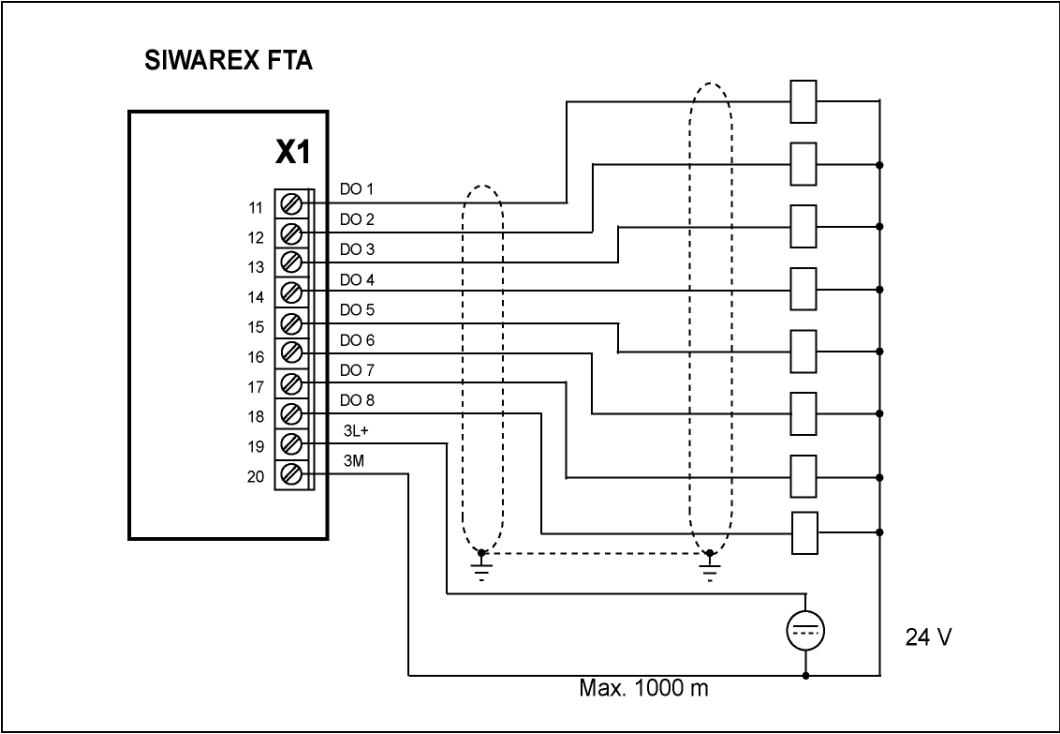 SIWAREX FTA
X1
DO 1
11
DO 2
12
DO 3
13
DO 4
14
DO 5
15
DO 6
16
DO 7
17
DO 8
18
3L+
19
3M
20
24 V
Max. 1000 m